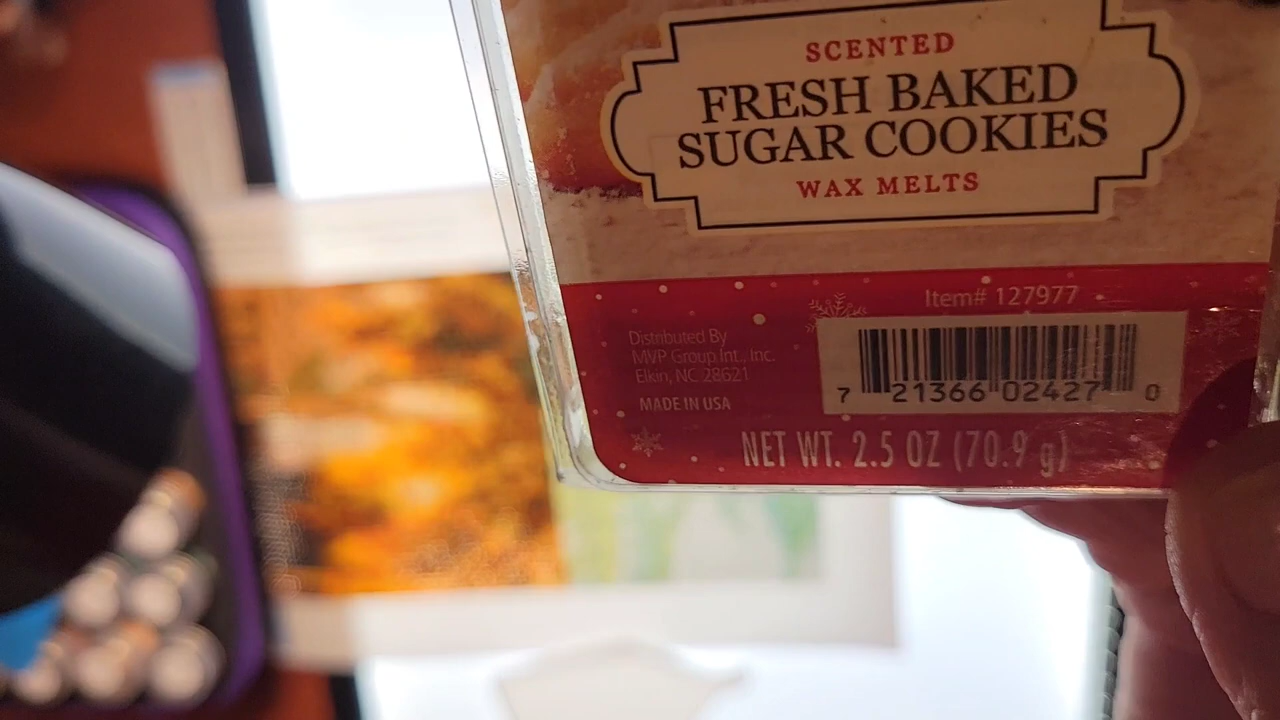 SCENTED
FRESH BAKED
SUGAR COOKIES
WAX MELTS
Item# 127977
Distributed By
MVP Group Int., Inc.
Elkin, NC 28621
MADE IN USA
7 21366 02427 0
NET WT. 2.5 OZ (70.9 g)